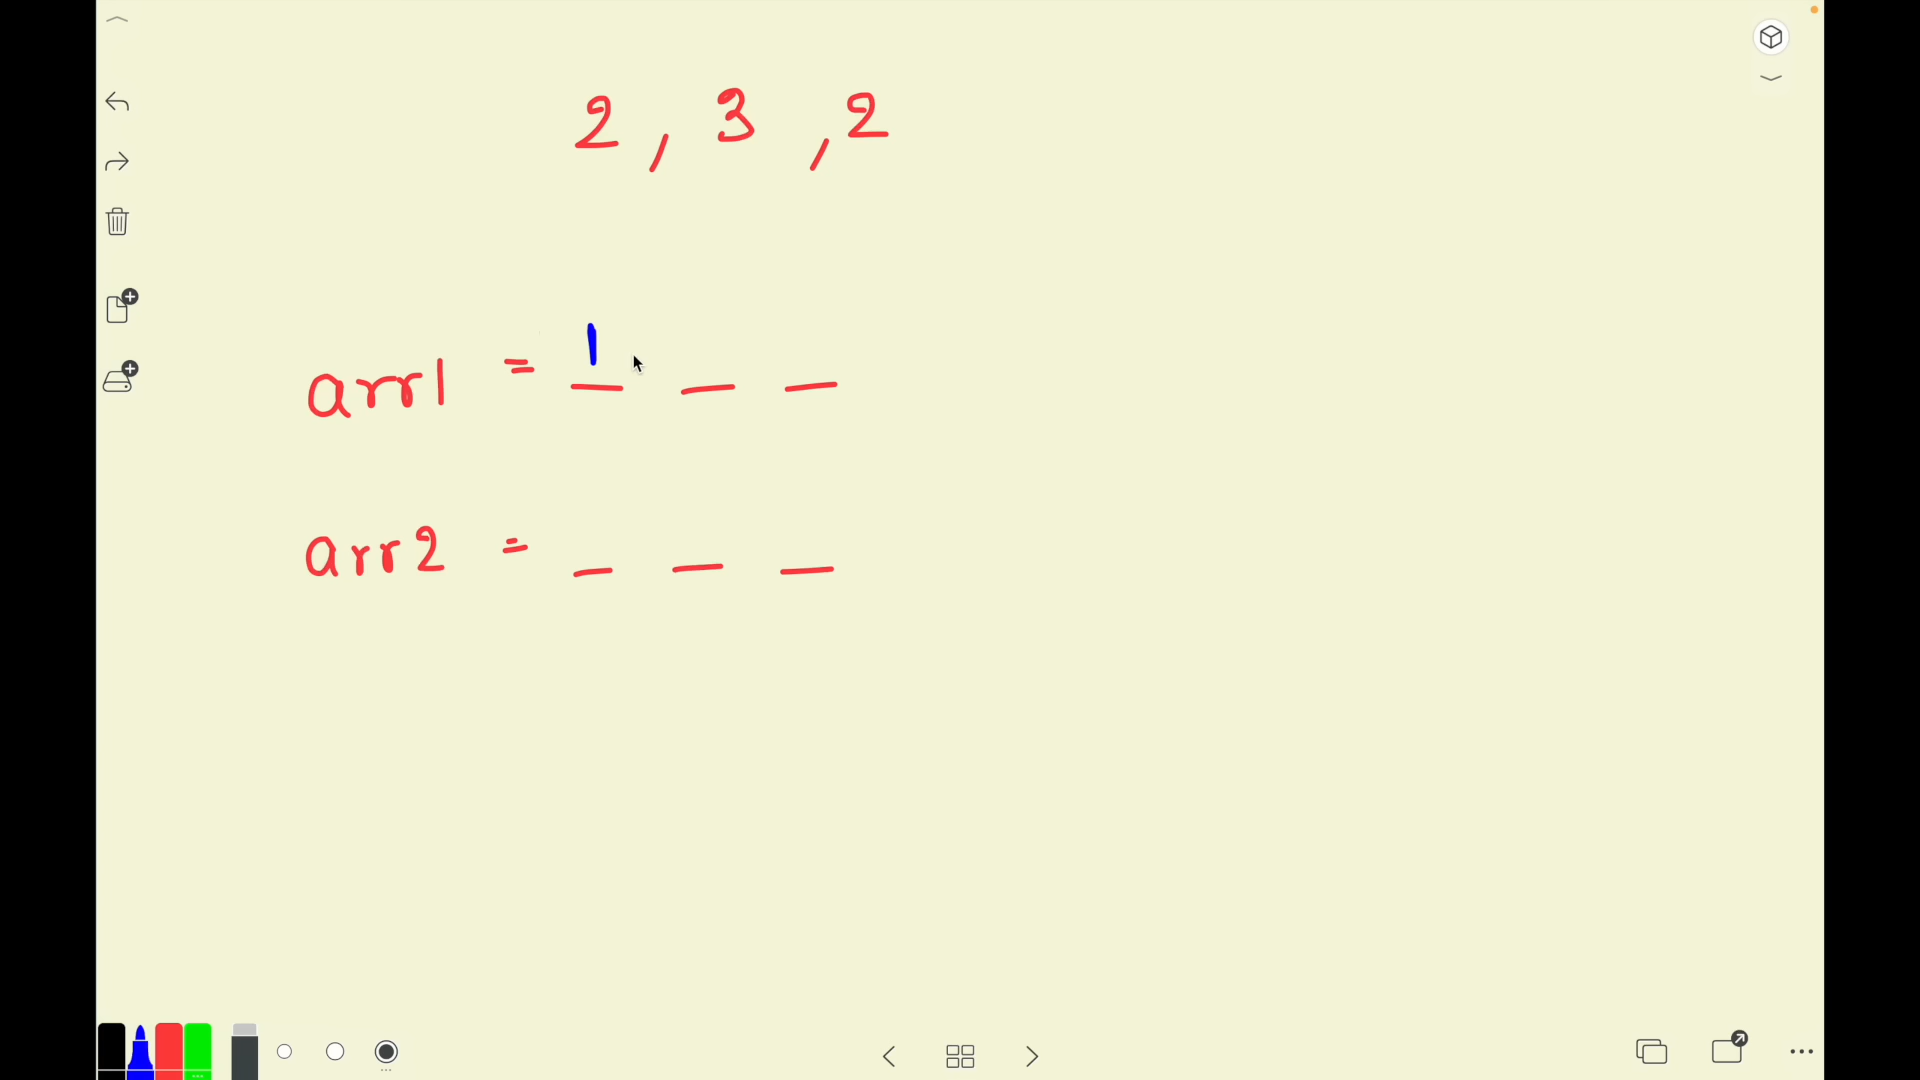 2 , 3 , 2
arr1 = 1 _ _
arr2 = _ _ _